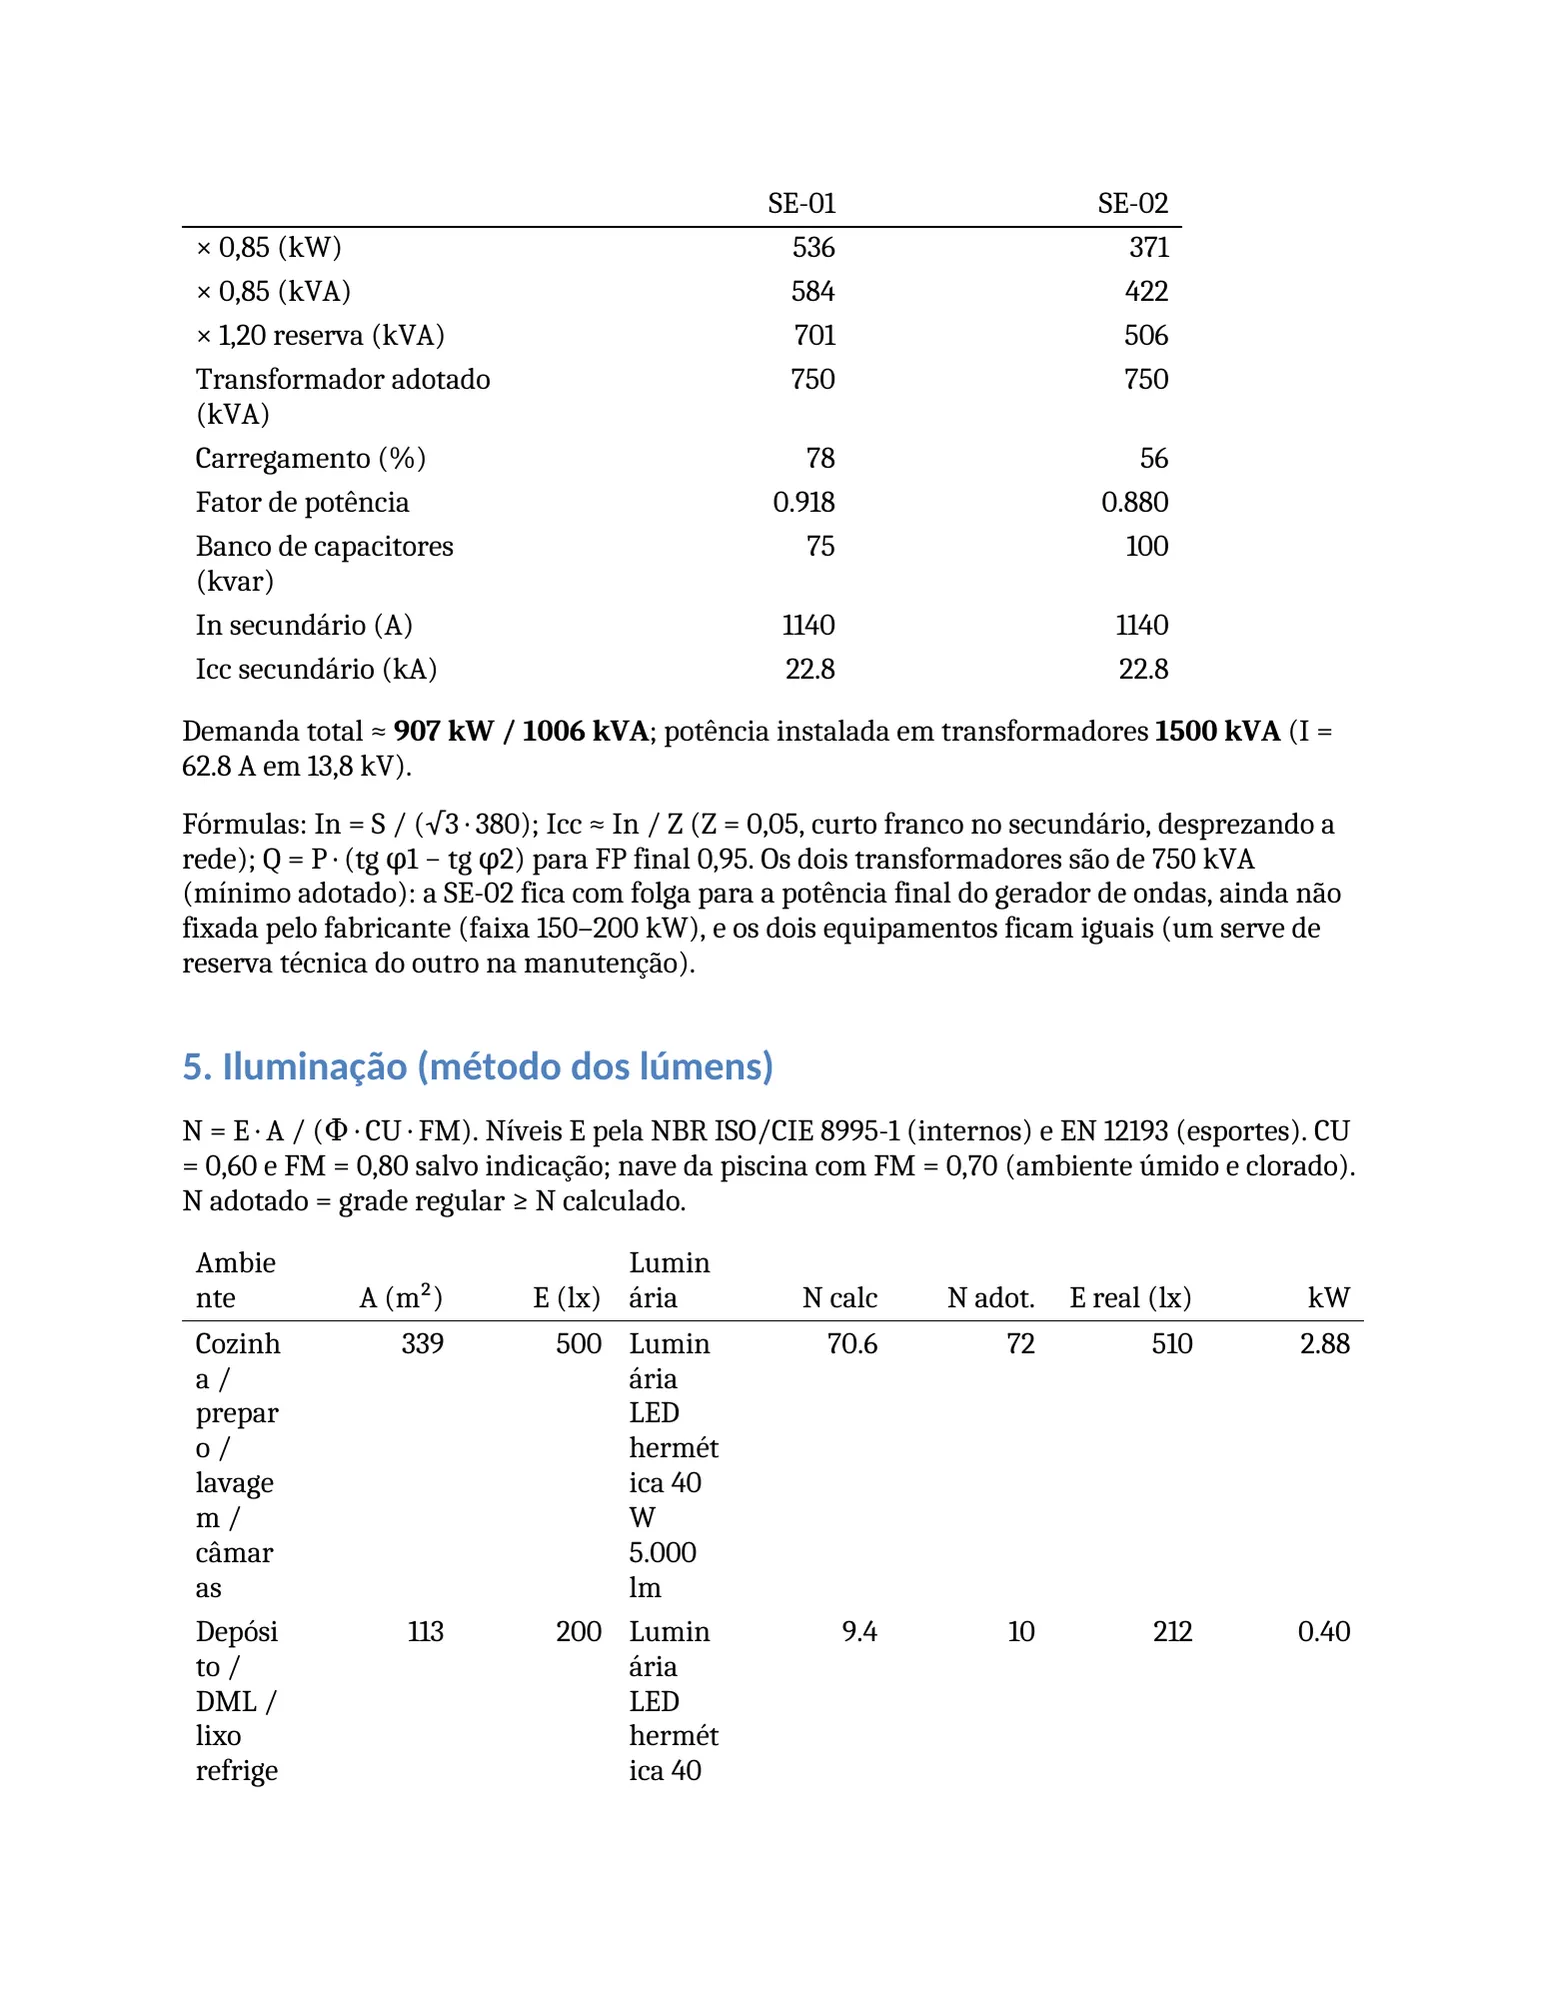 SE-01 SE-02
× 0,85 (kW) 536 371
× 0,85 (kVA) 584 422
× 1,20 reserva (kVA) 701 506
Transformador adotado 750 750
(kVA)
Carregamento (%) 78 56
Fator de potência 0.918 0.880
Banco de capacitores 75 100
(kvar)
In secundário (A) 1140 1140
Icc secundário (kA) 22.8 22.8
Demanda total ≈ 907 kW / 1006 kVA; potência instalada em transformadores 1500 kVA (I =
62.8 A em 13,8 kV).
Fórmulas: In = S / (√3 · 380); Icc ≈ In / Z (Z = 0,05, curto franco no secundário, desprezando a
rede); Q = P · (tg φ1 − tg φ2) para FP final 0,95. Os dois transformadores são de 750 kVA
(mínimo adotado): a SE-02 fica com folga para a potência final do gerador de ondas, ainda não
fixada pelo fabricante (faixa 150–200 kW), e os dois equipamentos ficam iguais (um serve de
reserva técnica do outro na manutenção).
5. Iluminação (método dos lúmens)
N = E · A / (Φ · CU · FM). Níveis E pela NBR ISO/CIE 8995-1 (internos) e EN 12193 (esportes). CU
= 0,60 e FM = 0,80 salvo indicação; nave da piscina com FM = 0,70 (ambiente úmido e clorado).
N adotado = grade regular ≥ N calculado.
Ambie Lumin
nte A (m²) E (lx) ária N calc N adot. E real (lx) kW
Cozinh 339 500 Lumin 70.6 72 510 2.88
a / ária
prepar LED
o / hermét
lavage ica 40
m / W
câmar 5.000
as lm
Depósi 113 200 Lumin 9.4 10 212 0.40
to / ária
DML / LED
lixo hermét
refrige ica 40